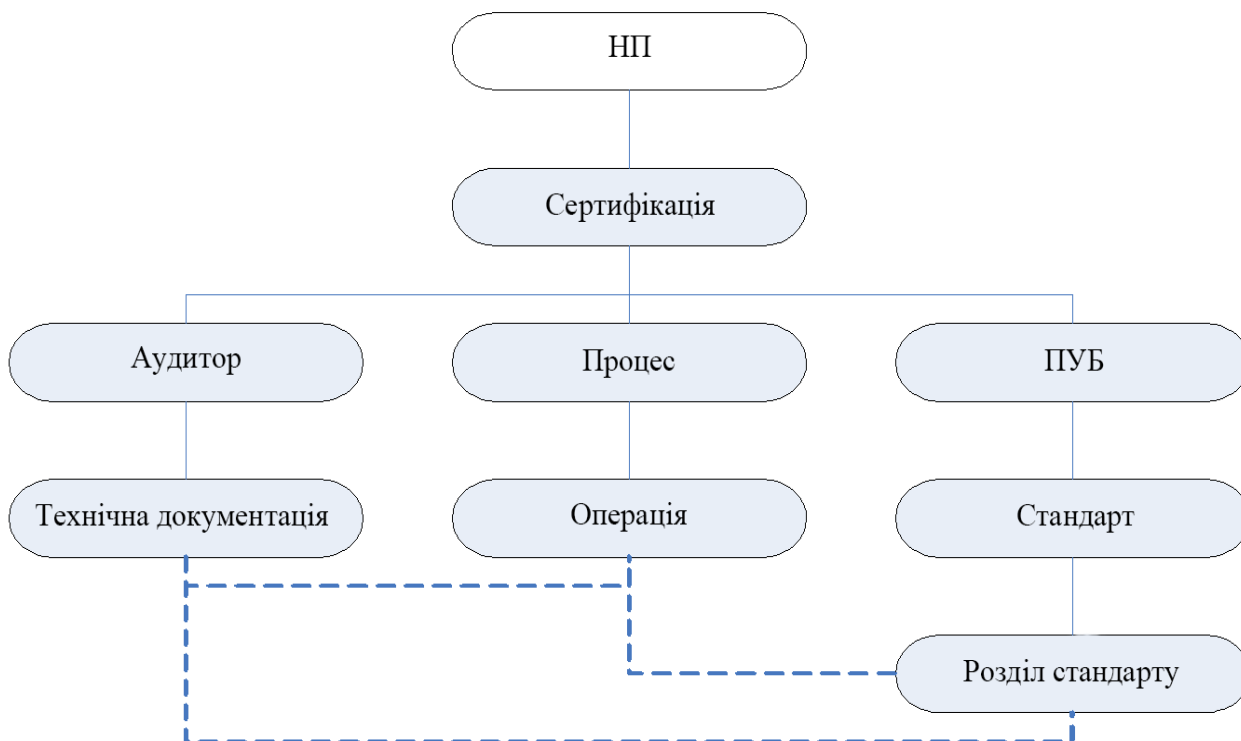 НП
Сертифікація
Аудитор
Процес
ПУБ
Технічна документація
Операція
Стандарт
Розділ стандарту